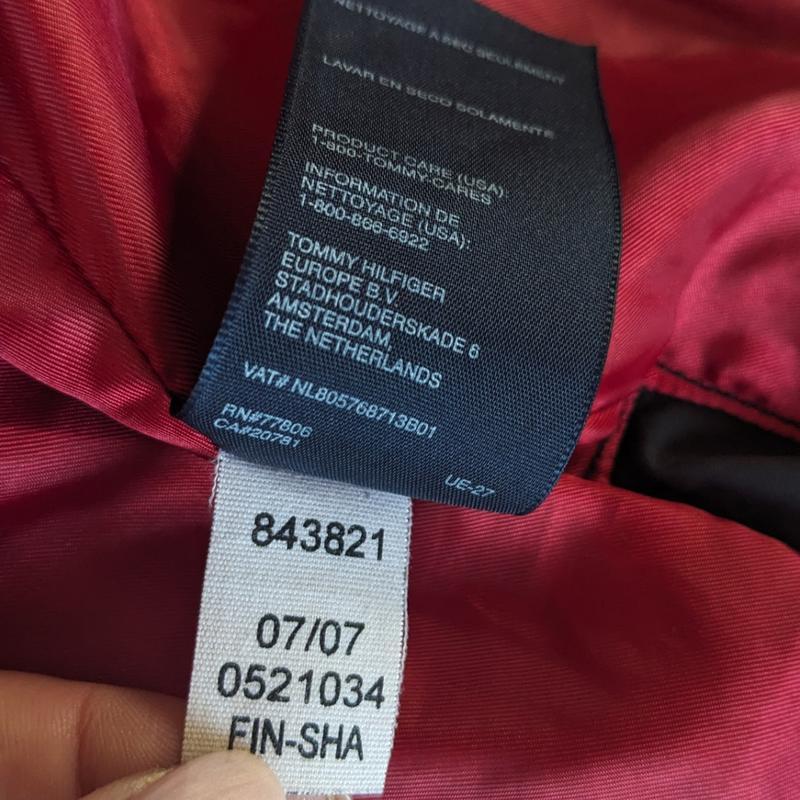 NETTOYAGE A SEC SEULEMENT
LAVAR EN SECO SOLAMENTE
PRODUCT CARE (USA):
1-800-TOMMY-CARES
INFORMATION DE
NETTOYAGE (USA):
1-800-866-6922
TOMMY HILFIGER
EUROPE B.V
STADHOUDERSKADE 6
AMSTERDAM,
THE NETHERLANDS
VAT# NL805768713B01
RN#77806
CA#20781
UE-27
843821
07/07
0521034
FIN-SHA